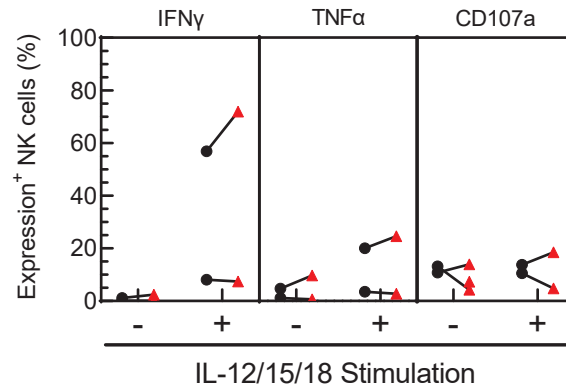 IFNγ TNFα CD107a
Expression⁺ NK cells (%)
100
80
60
40
20
0
- + - + - +
IL-12/15/18 Stimulation